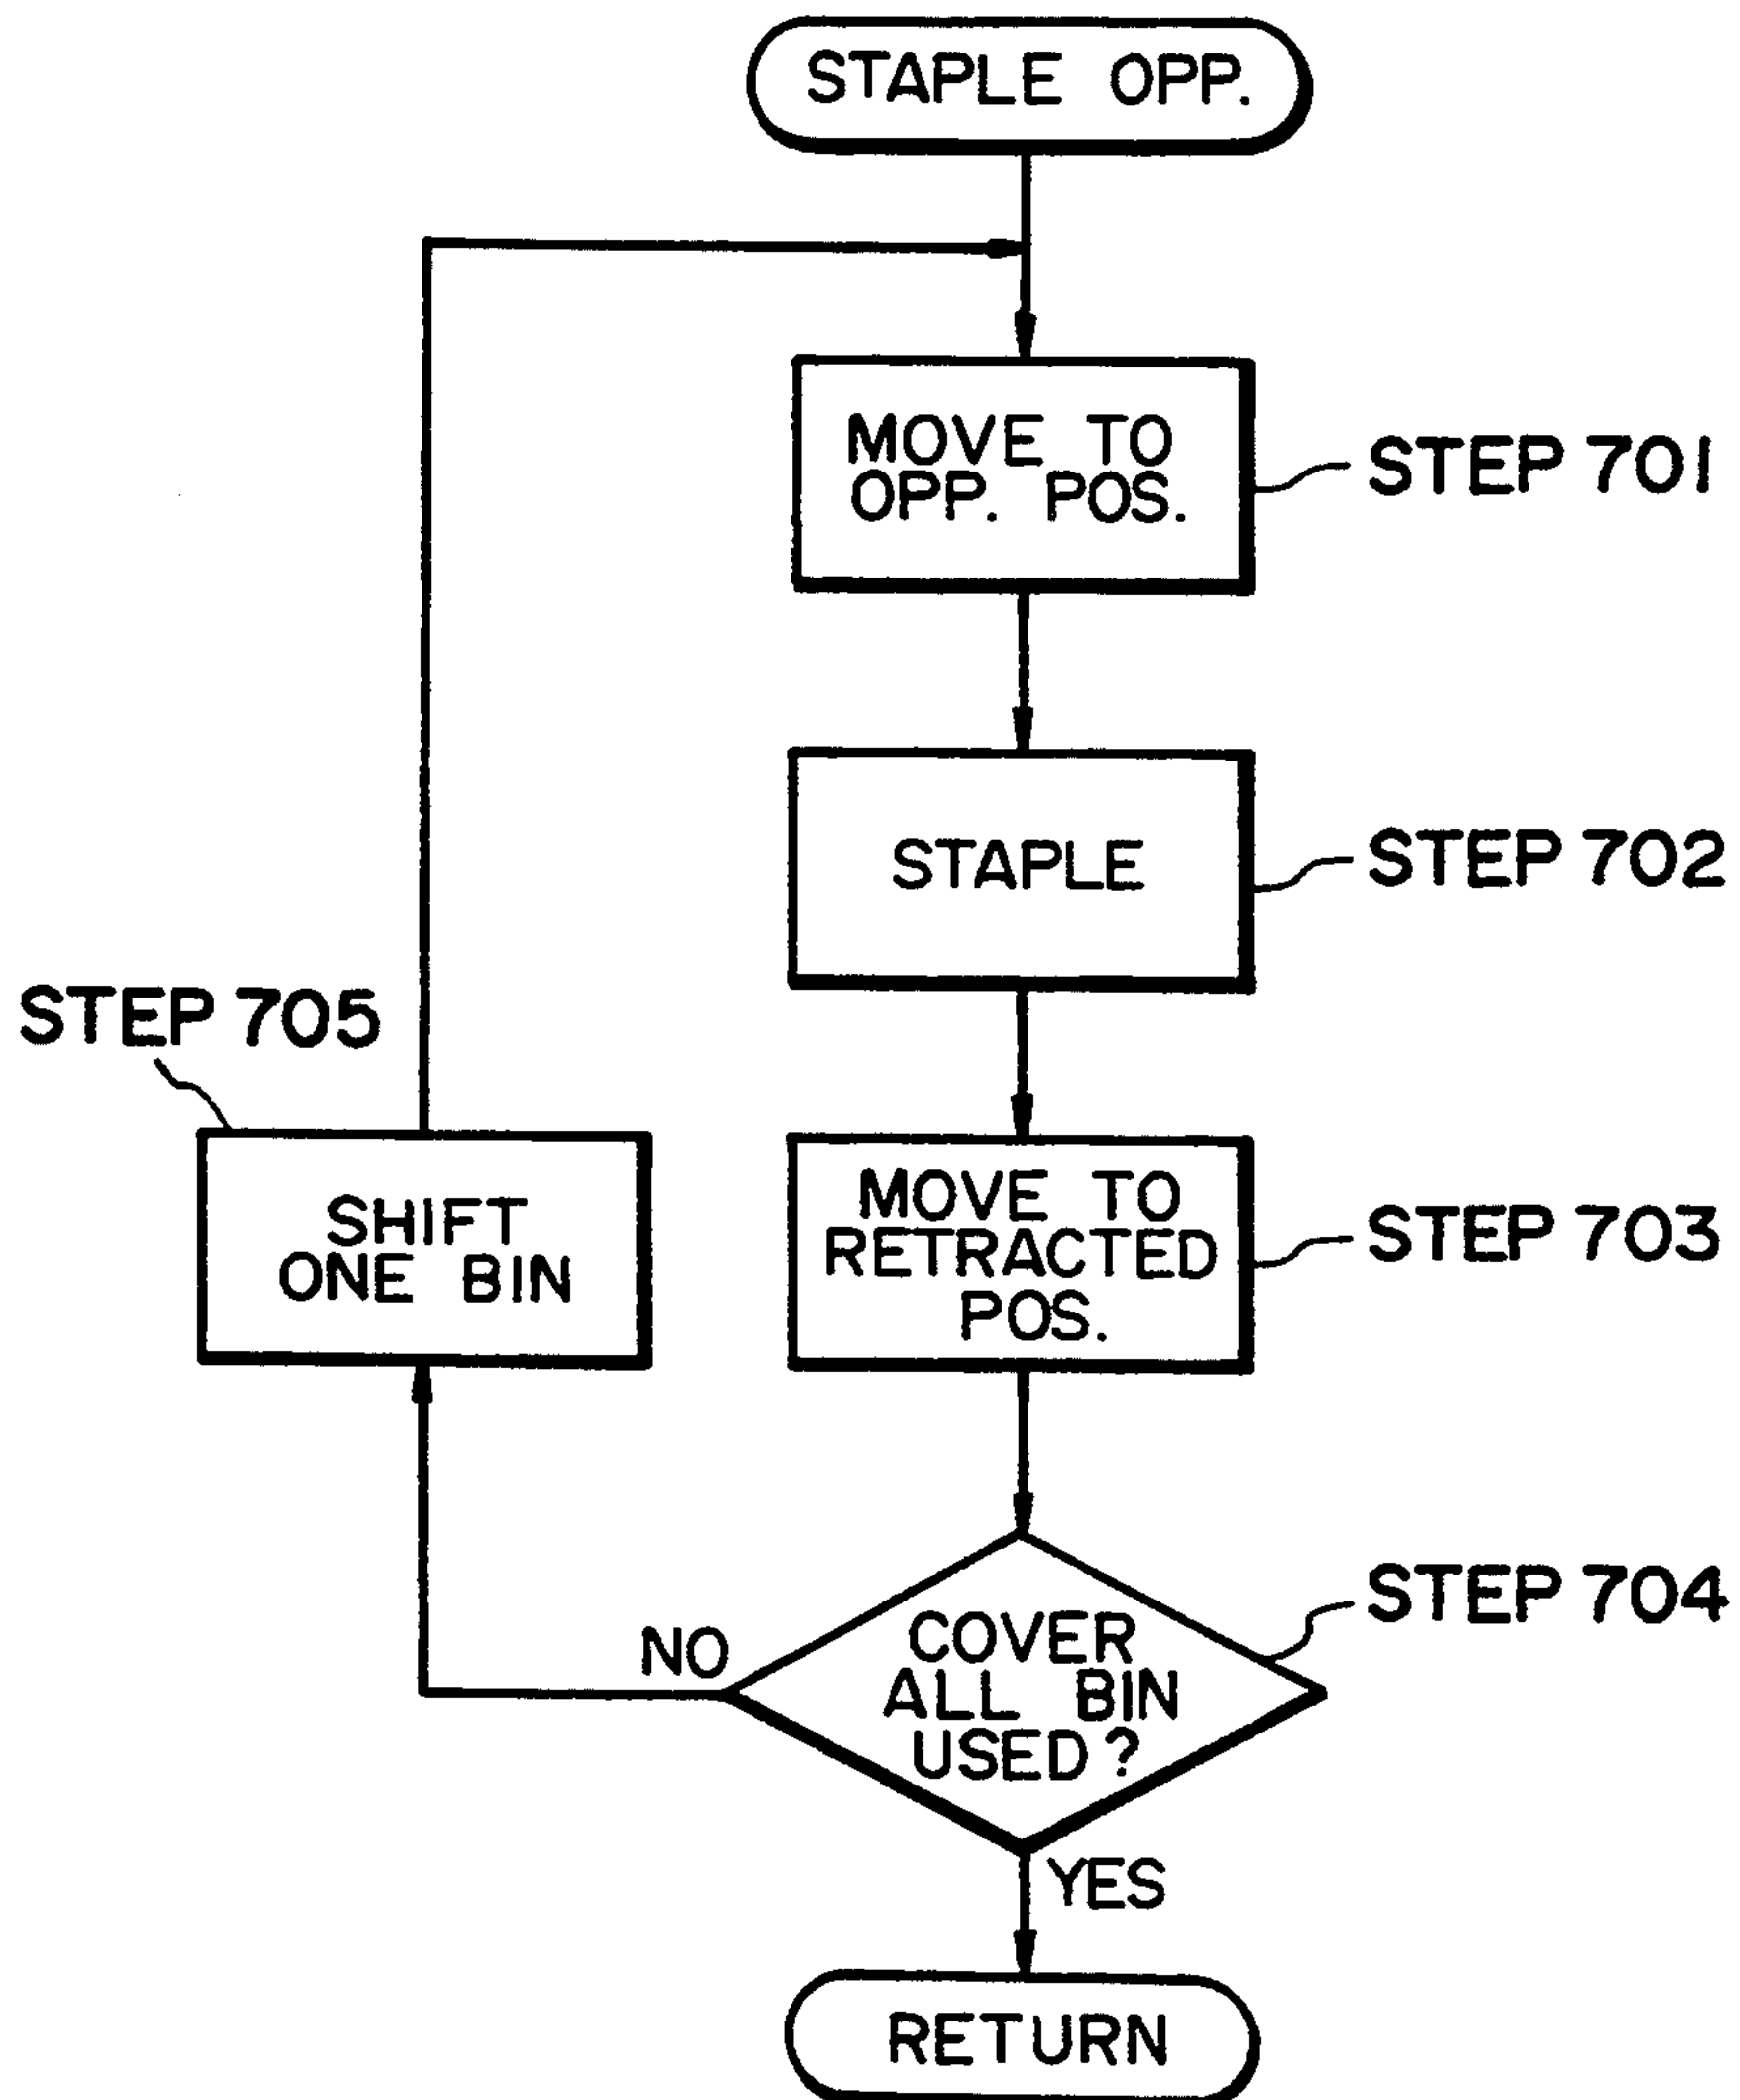 STAPLE OPP.
MOVE TO
OPP. POS.
STEP 701
STAPLE
STEP 702
STEP 705
SHIFT
ONE BIN
MOVE TO
RETRACTED
POS.
STEP 703
COVER
ALL BIN
USED?
STEP 704
NO
YES
RETURN